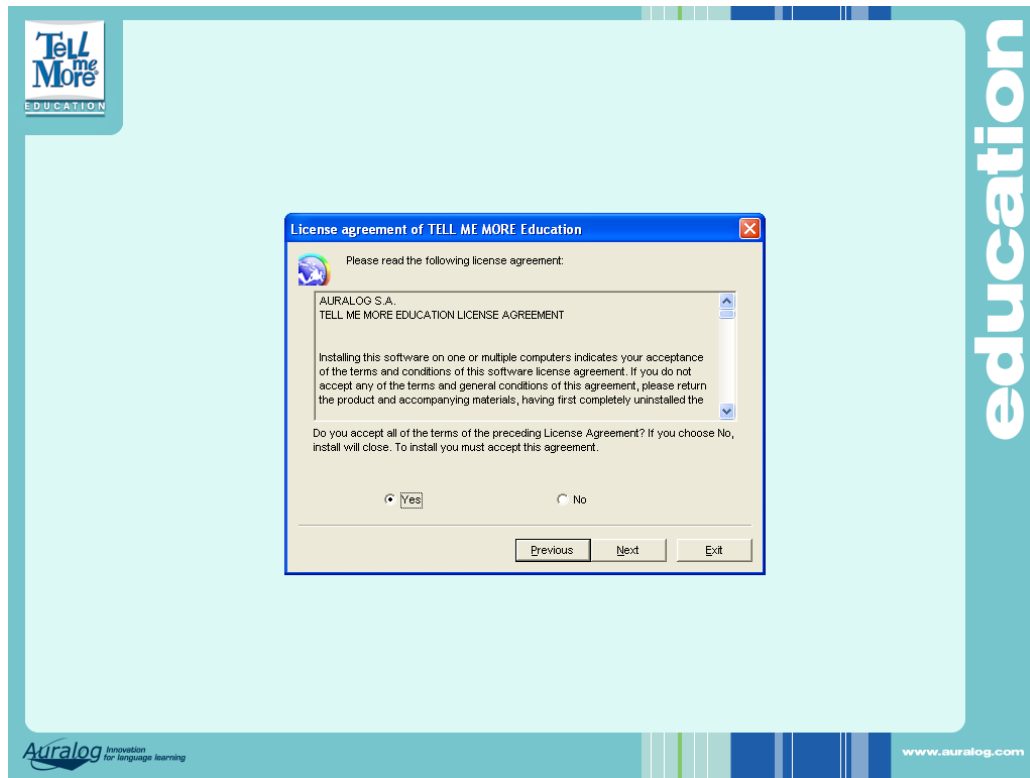 Tell
me
More®
EDUCATION
education
License agreement of TELL ME MORE Education
Please read the following license agreement:
AURALOG S.A.
TELL ME MORE EDUCATION LICENSE AGREEMENT
Installing this software on one or multiple computers indicates your acceptance
of the terms and conditions of this software license agreement. If you do not
accept any of the terms and general conditions of this agreement, please return
the product and accompanying materials, having first completely uninstalled the
Do you accept all of the terms of the preceding License Agreement? If you choose No,
install will close. To install you must accept this agreement.
Yes No
Previous Next Exit
Auralog Innovation
for language learning
www.auralog.com